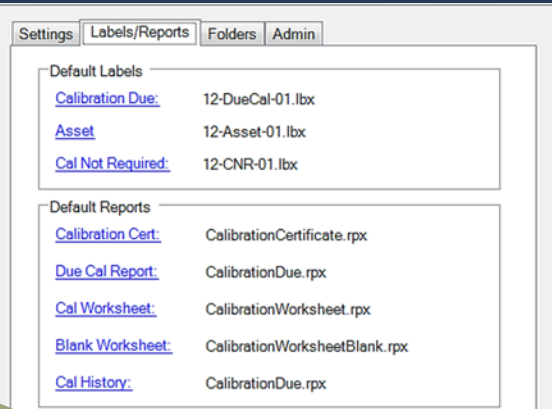 Settings Labels/Reports Folders Admin
Default Labels
Calibration Due: 12-DueCal-01.lbx
Asset 12-Asset-01.lbx
Cal Not Required: 12-CNR-01.lbx
Default Reports
Calibration Cert: CalibrationCertificate.rpx
Due Cal Report: CalibrationDue.rpx
Cal Worksheet: CalibrationWorksheet.rpx
Blank Worksheet: CalibrationWorksheetBlank.rpx
Cal History: CalibrationDue.rpx